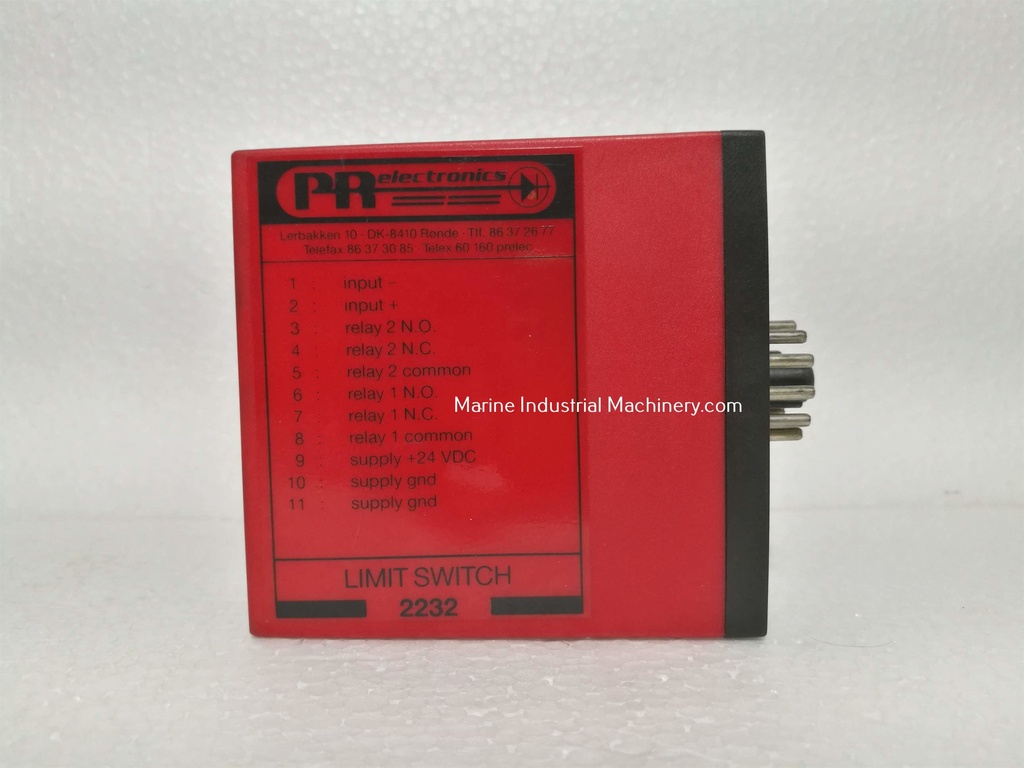 PR electronics
Lerbakken 10 · DK-8410 Rønde · Tlf. 86 37 26 77
Telefax 86 37 30 85 · Telex 60 160 prelec
1 : input -
2 : input +
3 : relay 2 N.O.
4 : relay 2 N.C.
5 : relay 2 common
6 : relay 1 N.O.
7 : relay 1 N.C.
8 : relay 1 common
9 : supply +24 VDC
10 : supply gnd
11 : supply gnd
Marine Industrial Machinery.com
LIMIT SWITCH
2232